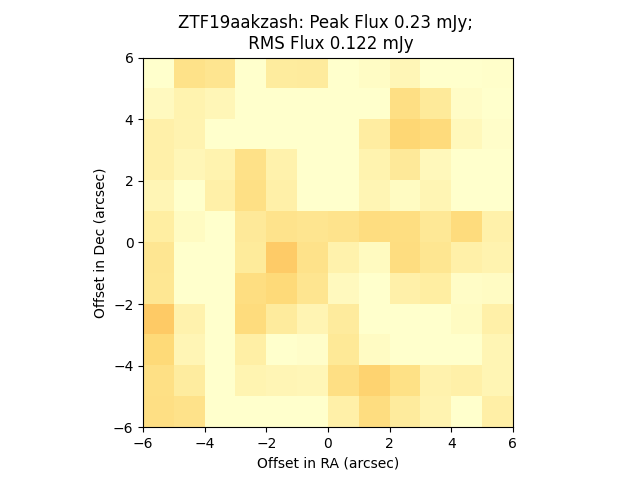 ZTF19aakzash: Peak Flux 0.23 mJy;
RMS Flux 0.122 mJy
6
4
2
0
−2
−4
−6
Offset in Dec (arcsec)
−6 −4 −2 0 2 4 6
Offset in RA (arcsec)